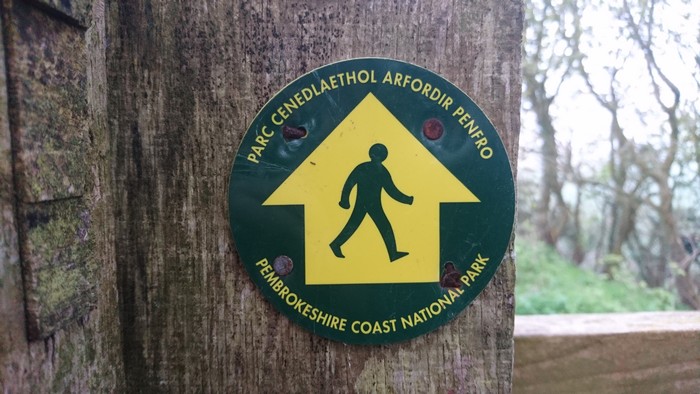 PARC CENEDLAETHOL ARFORDIR PENFRO
PEMBROKESHIRE COAST NATIONAL PARK